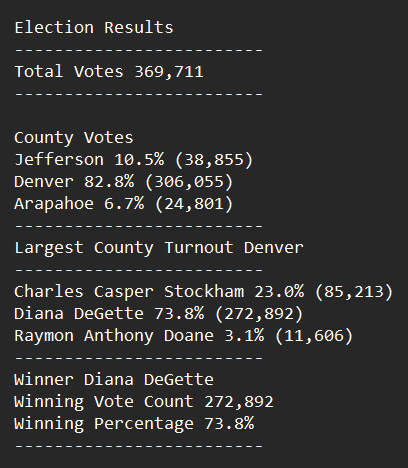 Election Results
-------------------------
Total Votes 369,711
-------------------------
County Votes
Jefferson 10.5% (38,855)
Denver 82.8% (306,055)
Arapahoe 6.7% (24,801)
-------------------------
Largest County Turnout Denver
-------------------------
Charles Casper Stockham 23.0% (85,213)
Diana DeGette 73.8% (272,892)
Raymon Anthony Doane 3.1% (11,606)
-------------------------
Winner Diana DeGette
Winning Vote Count 272,892
Winning Percentage 73.8%
-------------------------